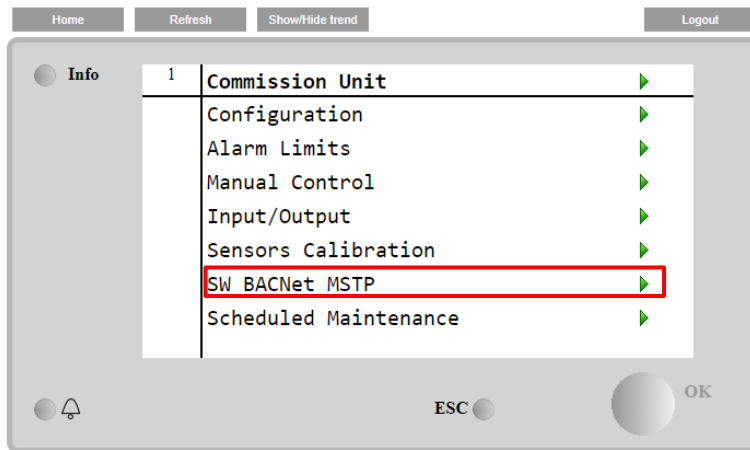 Home Refresh Show/Hide trend Logout
Info 1 Commission Unit
Configuration
Alarm Limits
Manual Control
Input/Output
Sensors Calibration
SW BACNet MSTP
Scheduled Maintenance
ESC OK